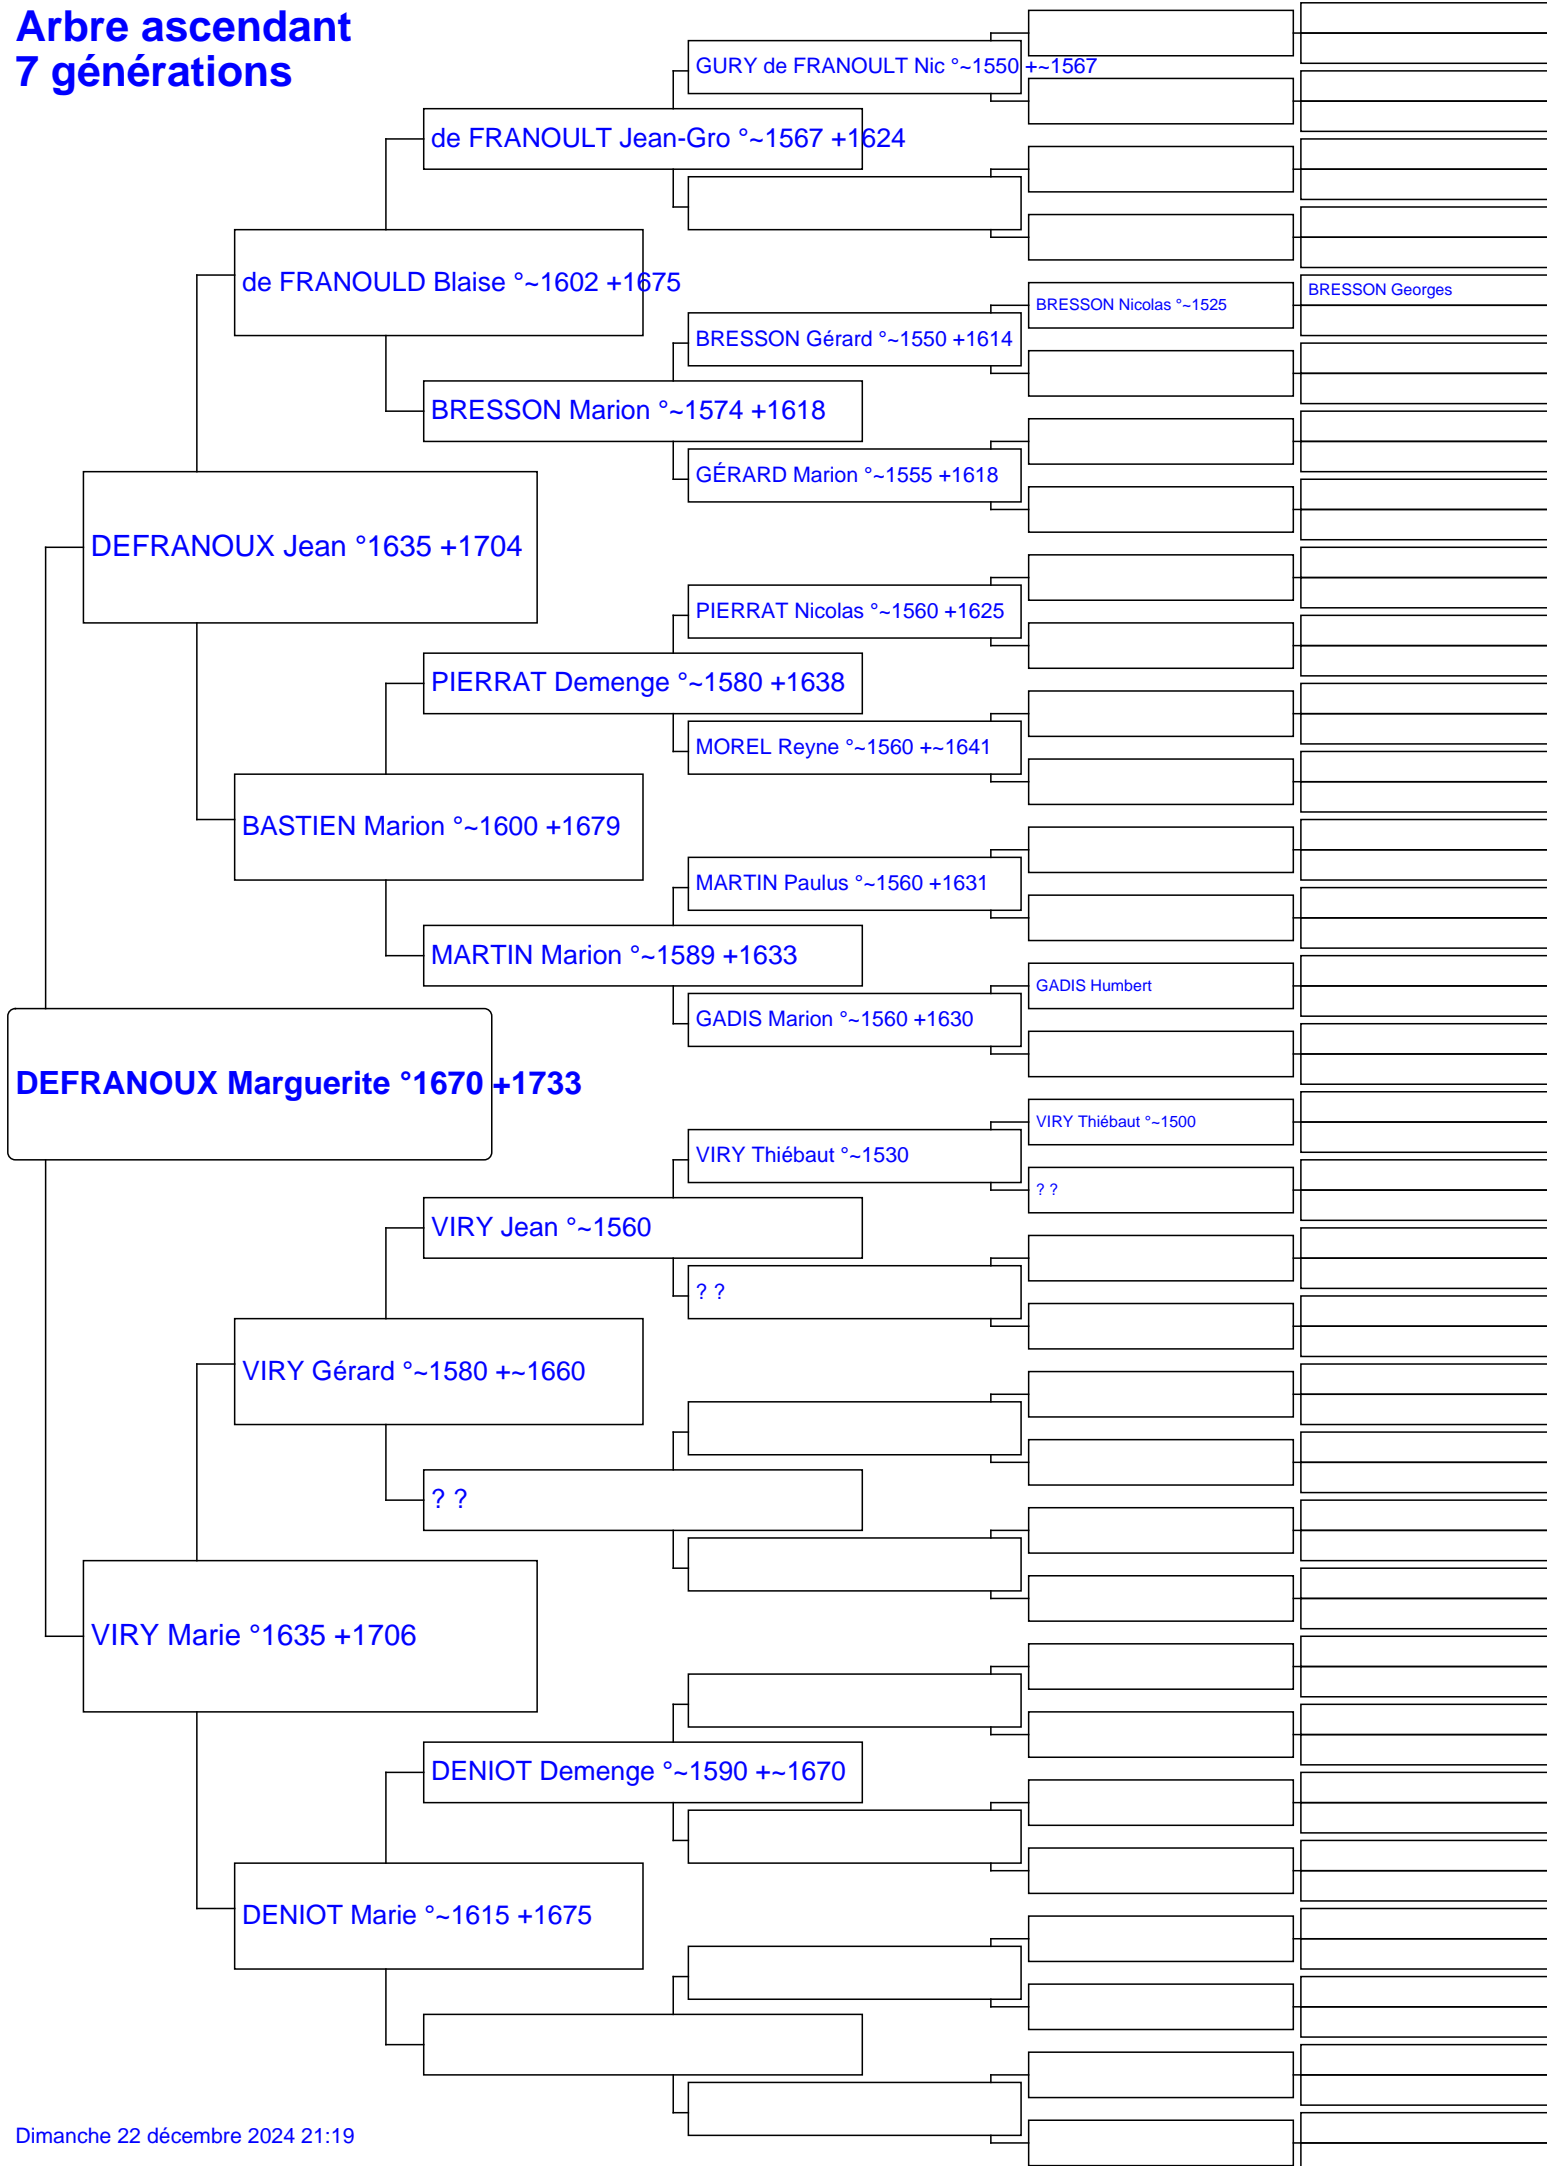 Arbre ascendant
7 générations
GURY de FRANOULT Nic °~1550 +~1567
de FRANOULT Jean-Gro °~1567 +1624
de FRANOULD Blaise °~1602 +1675
BRESSON Georges
BRESSON Nicolas °~1525
BRESSON Gérard °~1550 +1614
BRESSON Marion °~1574 +1618
GÉRARD Marion °~1555 +1618
DEFRANOUX Jean °1635 +1704
PIERRAT Nicolas °~1560 +1625
PIERRAT Demenge °~1580 +1638
MOREL Reyne °~1560 +~1641
BASTIEN Marion °~1600 +1679
MARTIN Paulus °~1560 +1631
MARTIN Marion °~1589 +1633
GADIS Humbert
GADIS Marion °~1560 +1630
DEFRANOUX Marguerite °1670 +1733
VIRY Thiébaut °~1500
VIRY Thiébaut °~1530
? ?
VIRY Jean °~1560
? ?
VIRY Gérard °~1580 +~1660
? ?
VIRY Marie °1635 +1706
DENIOT Demenge °~1590 +~1670
DENIOT Marie °~1615 +1675
Dimanche 22 décembre 2024 21:19